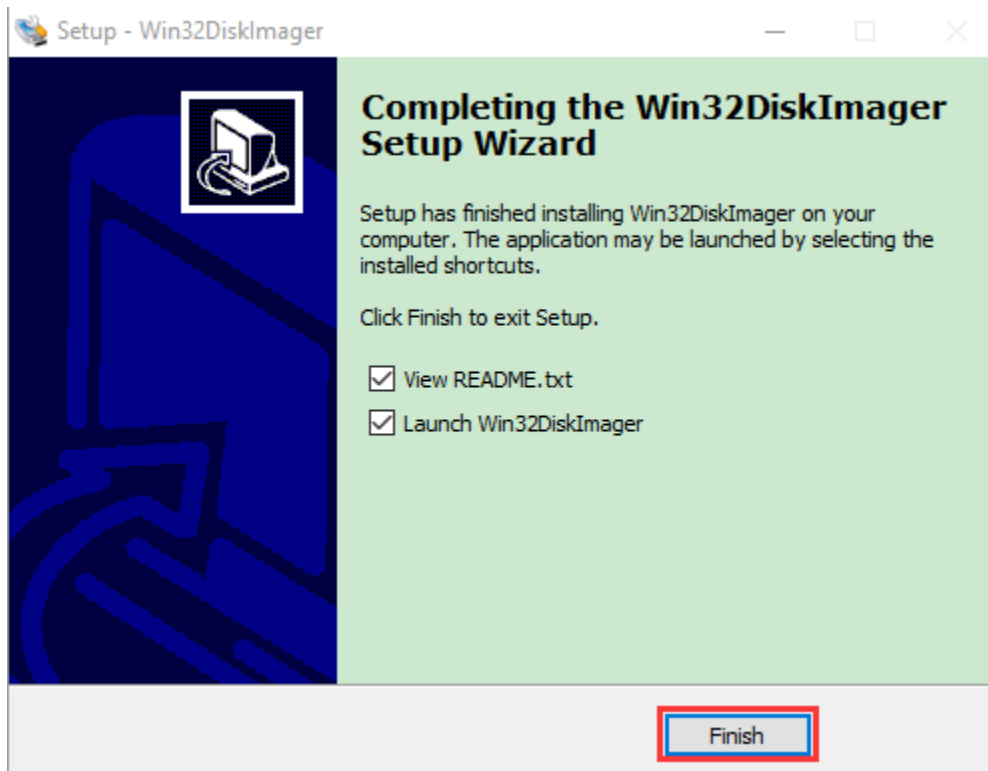 Setup - Win32DiskImager
Completing the Win32DiskImager
Setup Wizard
Setup has finished installing Win32DiskImager on your
computer. The application may be launched by selecting the
installed shortcuts.
Click Finish to exit Setup.
View README.txt
Launch Win32DiskImager
Finish